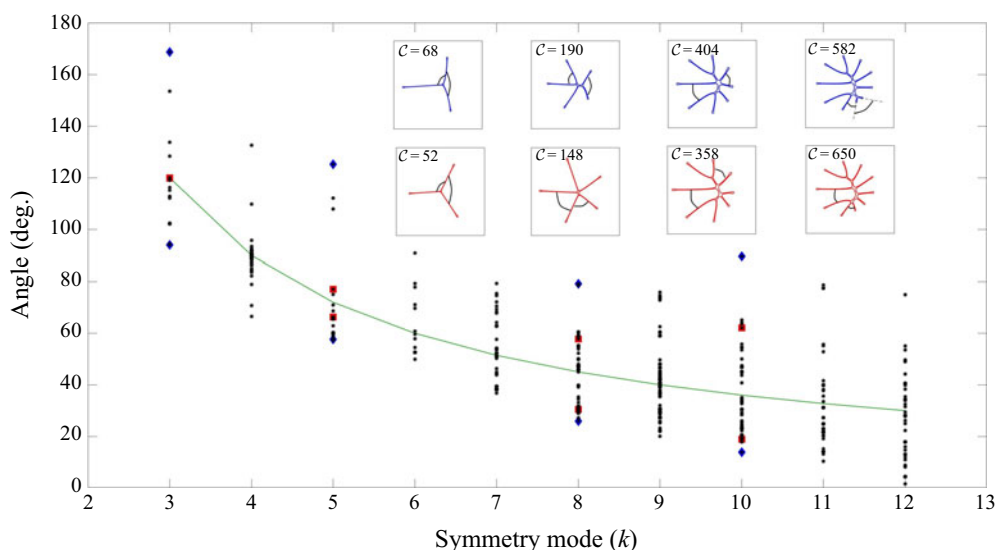 180
160
140
120
100
80
60
40
20
0
Angle (deg.)
C = 68
C = 190
C = 404
C = 582
C = 52
C = 148
C = 358
C = 650
2 3 4 5 6 7 8 9 10 11 12 13
Symmetry mode (k)